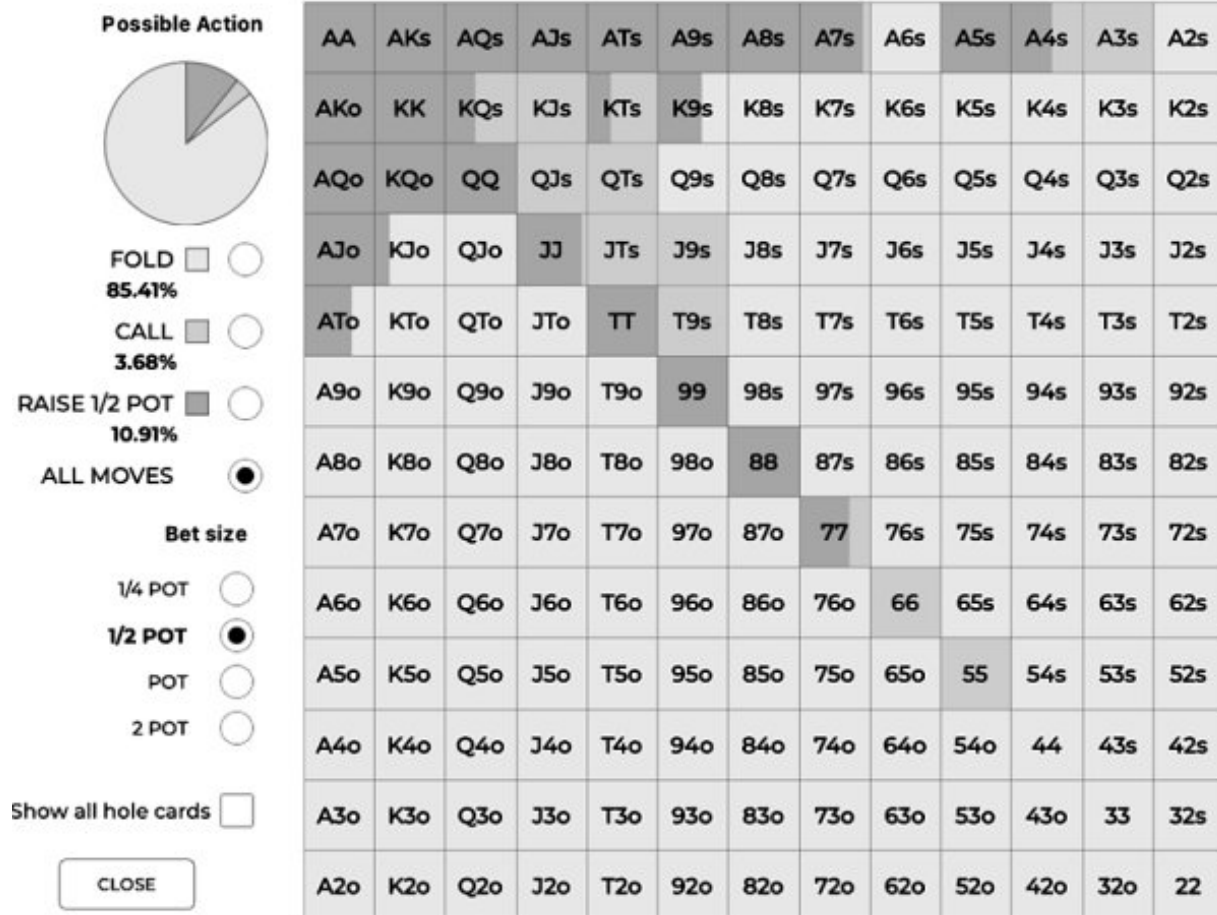 Possible Action
FOLD
85.41%
CALL
3.68%
RAISE 1/2 POT
10.91%
ALL MOVES
Bet size
1/4 POT
1/2 POT
POT
2 POT
Show all hole cards
CLOSE
AA AKs AQs AJs ATs A9s A8s A7s A6s A5s A4s A3s A2s
AKo KK KQs KJs KTs K9s K8s K7s K6s K5s K4s K3s K2s
AQo KQo QQ QJs QTs Q9s Q8s Q7s Q6s Q5s Q4s Q3s Q2s
AJo KJo QJo JJ JTs J9s J8s J7s J6s J5s J4s J3s J2s
ATo KTo QTo JTo TT T9s T8s T7s T6s T5s T4s T3s T2s
A9o K9o Q9o J9o T9o 99 98s 97s 96s 95s 94s 93s 92s
A8o K8o Q8o J8o T8o 98o 88 87s 86s 85s 84s 83s 82s
A7o K7o Q7o J7o T7o 97o 87o 77 76s 75s 74s 73s 72s
A6o K6o Q6o J6o T6o 96o 86o 76o 66 65s 64s 63s 62s
A5o K5o Q5o J5o T5o 95o 85o 75o 65o 55 54s 53s 52s
A4o K4o Q4o J4o T4o 94o 84o 74o 64o 54o 44 43s 42s
A3o K3o Q3o J3o T3o 93o 83o 73o 63o 53o 43o 33 32s
A2o K2o Q2o J2o T2o 92o 82o 72o 62o 52o 42o 32o 22